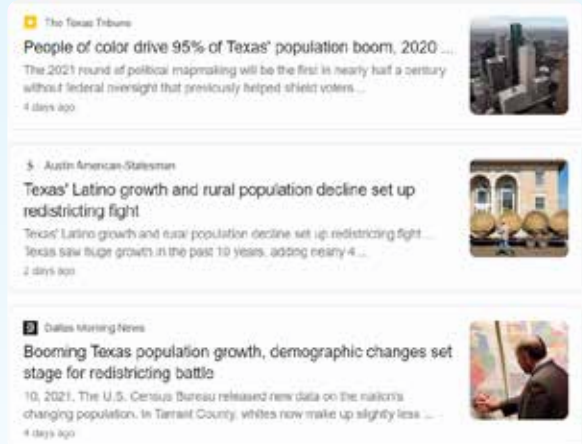 The Texas Tribune
People of color drive 95% of Texas' population boom, 2020 ...
The 2021 round of political mapmaking will be the first in nearly half a century
without federal oversight that previously helped shield voters ...
4 days ago
Austin American-Statesman
Texas' Latino growth and rural population decline set up
redistricting fight
Texas' Latino growth and rural population decline set up redistricting fight ...
Texas saw huge growth in the past 10 years, adding nearly 4 ...
2 days ago
Dallas Morning News
Booming Texas population growth, demographic changes set
stage for redistricting battle
10, 2021, The U.S. Census Bureau released new data on the nation's
changing population. In Tarrant County, whites now make up slightly less ...
4 days ago